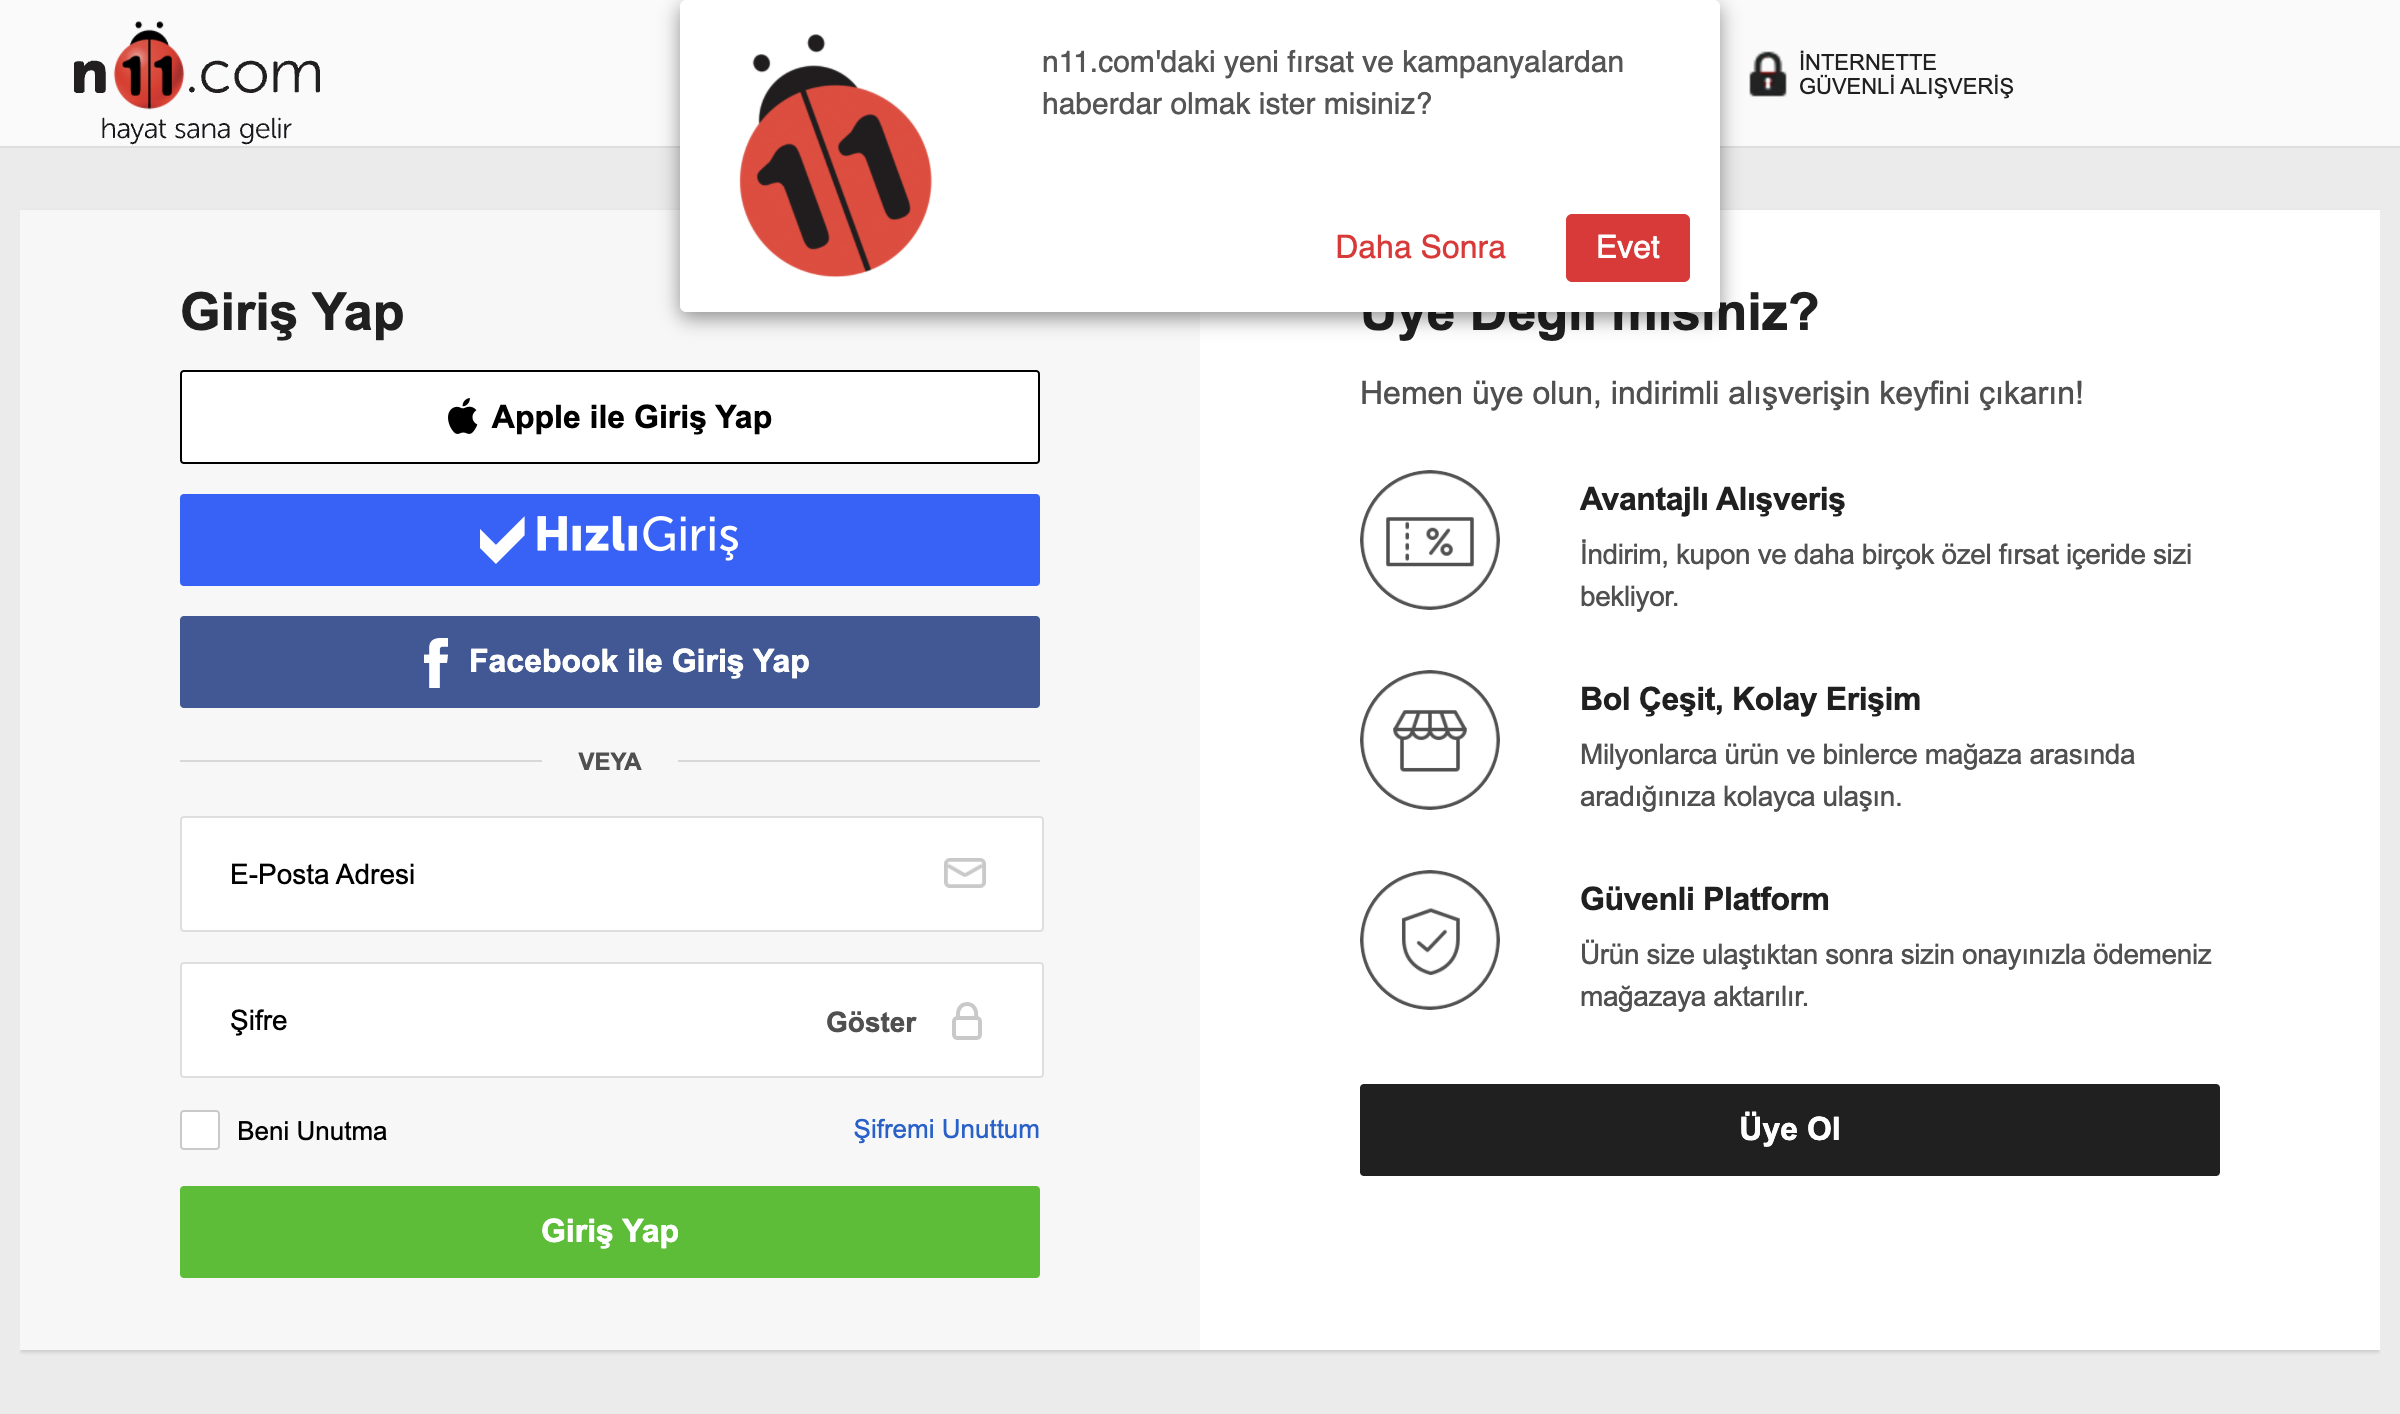 n11.com
hayat sana gelir
11
n11.com'daki yeni fırsat ve kampanyalardan
haberdar olmak ister misiniz?
Daha Sonra
Evet
İNTERNETTE
GÜVENLİ ALIŞVERİŞ
Giriş Yap
Apple ile Giriş Yap
HızlıGiriş
Facebook ile Giriş Yap
VEYA
E-Posta Adresi
Şifre
Göster
Beni Unutma
Şifremi Unuttum
Giriş Yap
Üye Değil misiniz?
Hemen üye olun, indirimli alışverişin keyfini çıkarın!
%
Avantajlı Alışveriş
İndirim, kupon ve daha birçok özel fırsat içeride sizi
bekliyor.
Bol Çeşit, Kolay Erişim
Milyonlarca ürün ve binlerce mağaza arasında
aradığınıza kolayca ulaşın.
Güvenli Platform
Ürün size ulaştıktan sonra sizin onayınızla ödemeniz
mağazaya aktarılır.
Üye Ol